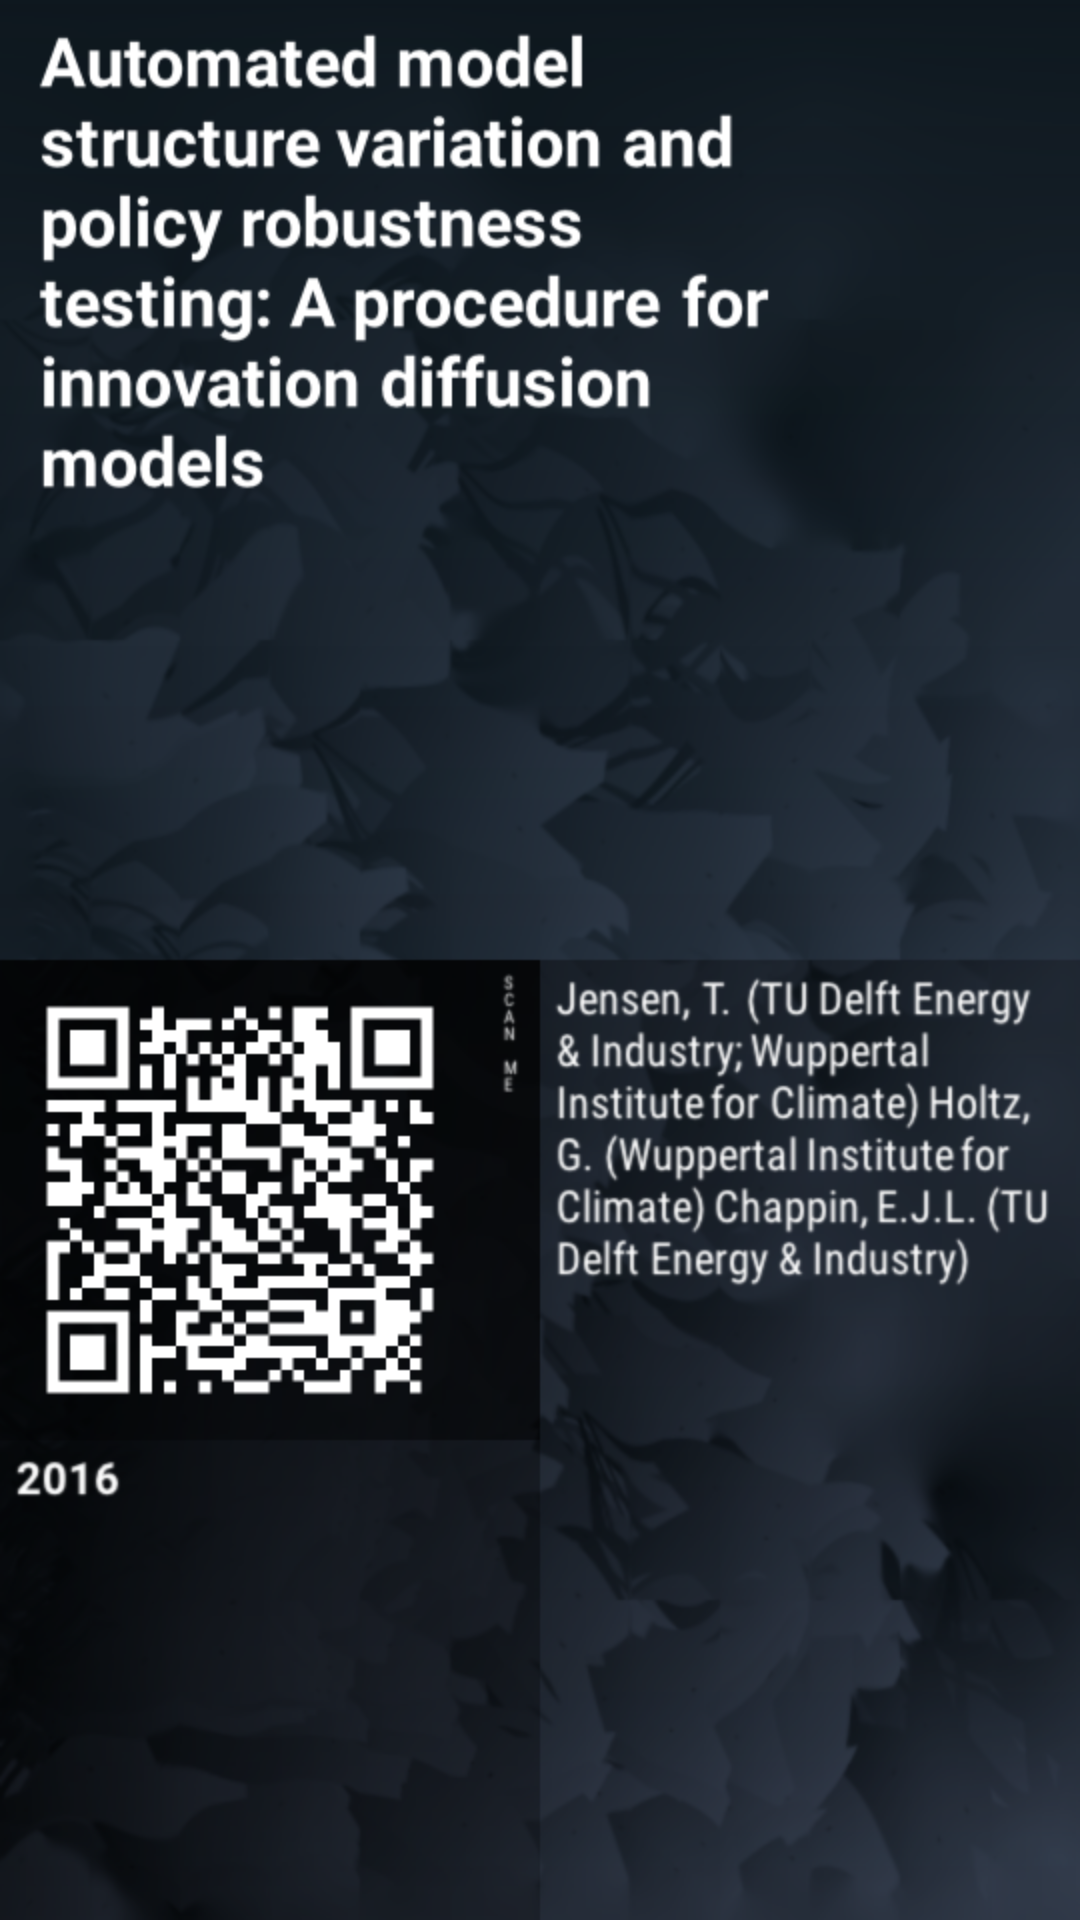 Automated model
structure variation and
policy robustness
testing: A procedure for
innovation diffusion
models
SCAN ME
Jensen, T. (TU Delft Energy
& Industry; Wuppertal
Institute for Climate) Holtz,
G. (Wuppertal Institute for
Climate) Chappin, E.J.L. (TU
Delft Energy & Industry)
2016